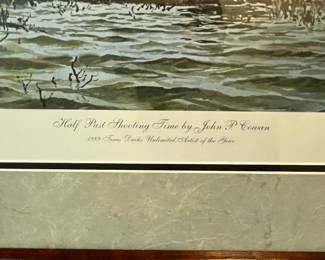 Half Past Shooting Time by John P Cowan
1989 Texas Ducks Unlimited Artist of the Year